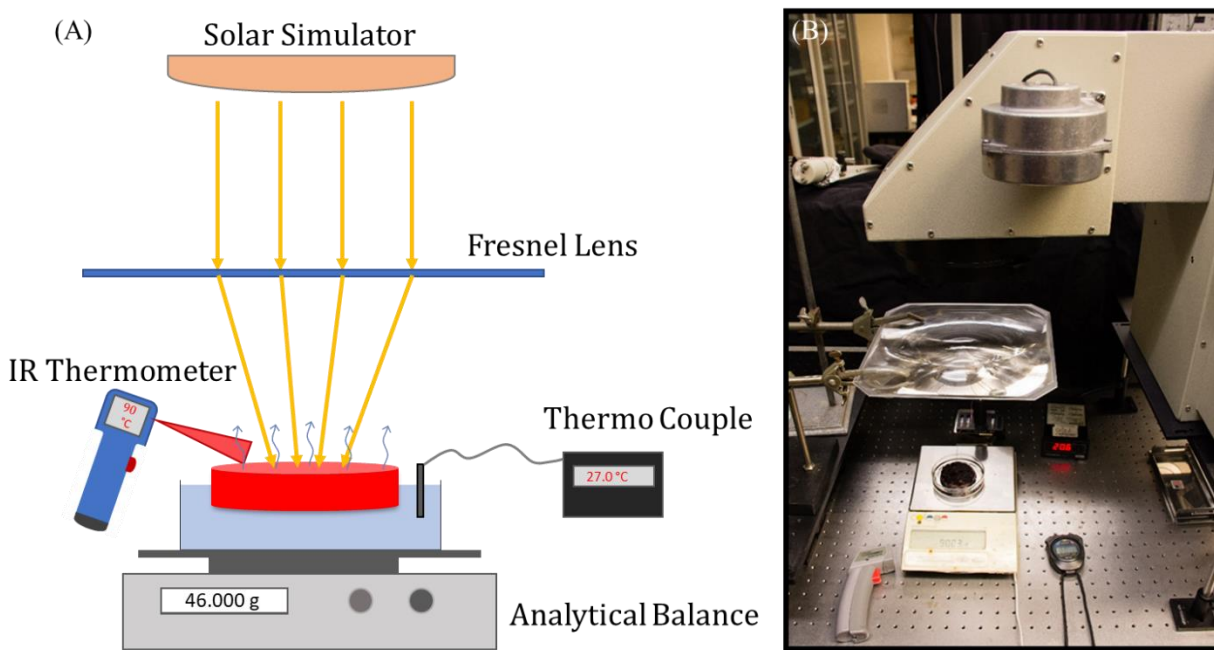 (A)
Solar Simulator
Fresnel Lens
IR Thermometer
90
°C
Thermo Couple
27.0 °C
46.000 g
Analytical Balance
(B)